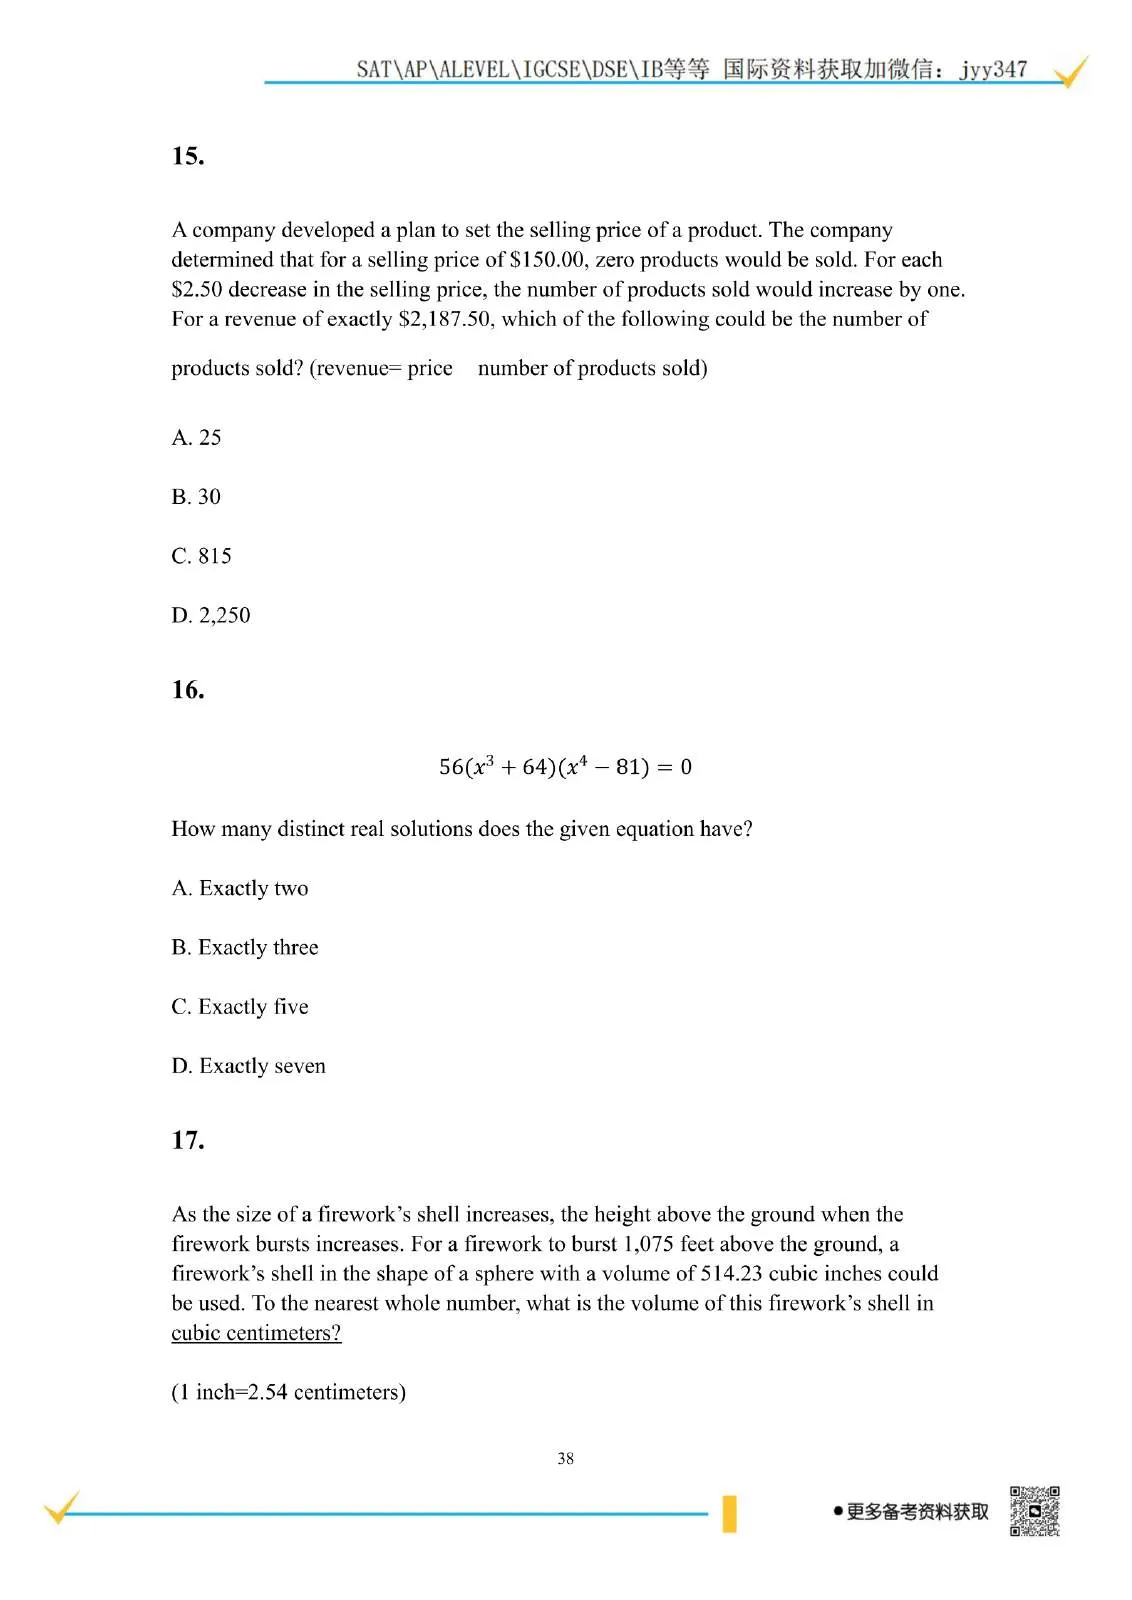 SAT\AP\ALEVEL\IGCSE\DSE\IB等等 国际资料获取加微信：jyy347
15.
A company developed a plan to set the selling price of a product. The company
determined that for a selling price of $150.00, zero products would be sold. For each
$2.50 decrease in the selling price, the number of products sold would increase by one.
For a revenue of exactly $2,187.50, which of the following could be the number of
products sold? (revenue= price number of products sold)
A. 25
B. 30
C. 815
D. 2,250
16.
56(x³ + 64)(x⁴ − 81) = 0
How many distinct real solutions does the given equation have?
A. Exactly two
B. Exactly three
C. Exactly five
D. Exactly seven
17.
As the size of a firework’s shell increases, the height above the ground when the
firework bursts increases. For a firework to burst 1,075 feet above the ground, a
firework’s shell in the shape of a sphere with a volume of 514.23 cubic inches could
be used. To the nearest whole number, what is the volume of this firework’s shell in
cubic centimeters?
(1 inch=2.54 centimeters)
38
●更多备考资料获取